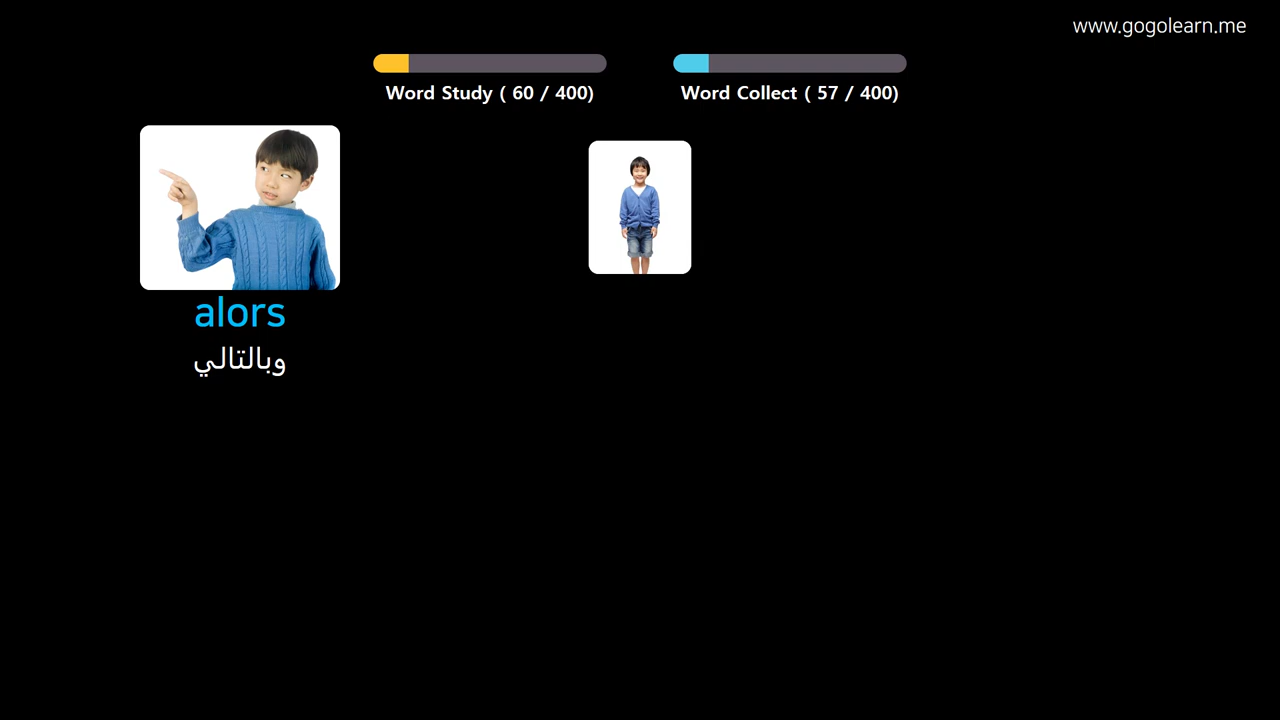 www.gogolearn.me
Word Study ( 60 / 400)
Word Collect ( 57 / 400)
alors
وبالتالي